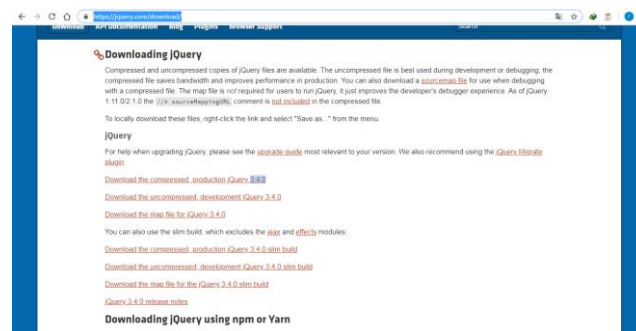 https://jquery.com/download/
Download API Documentation Blog Plugins Browser Support
Downloading jQuery
Compressed and uncompressed copies of jQuery files are available. The uncompressed file is best used during development or debugging; the
compressed file saves bandwidth and improves performance in production. You can also download a sourcemap file for use when debugging
with a compressed file. The map file is not required for users to run jQuery, it just improves the developer's debugger experience. As of jQuery
1.11.0/2.1.0 the //# sourceMappingURL comment is not included in the compressed file.
To locally download these files, right-click the link and select "Save as..." from the menu.
jQuery
For help when upgrading jQuery, please see the upgrade guide most relevant to your version. We also recommend using the jQuery Migrate
plugin.
Download the compressed, production jQuery 3.4.0
Download the uncompressed, development jQuery 3.4.0
Download the map file for jQuery 3.4.0
You can also use the slim build, which excludes the ajax and effects modules:
Download the compressed, production jQuery 3.4.0 slim build
Download the uncompressed, development jQuery 3.4.0 slim build
Download the map file for the jQuery 3.4.0 slim build
jQuery 3.4.0 release notes
Downloading jQuery using npm or Yarn